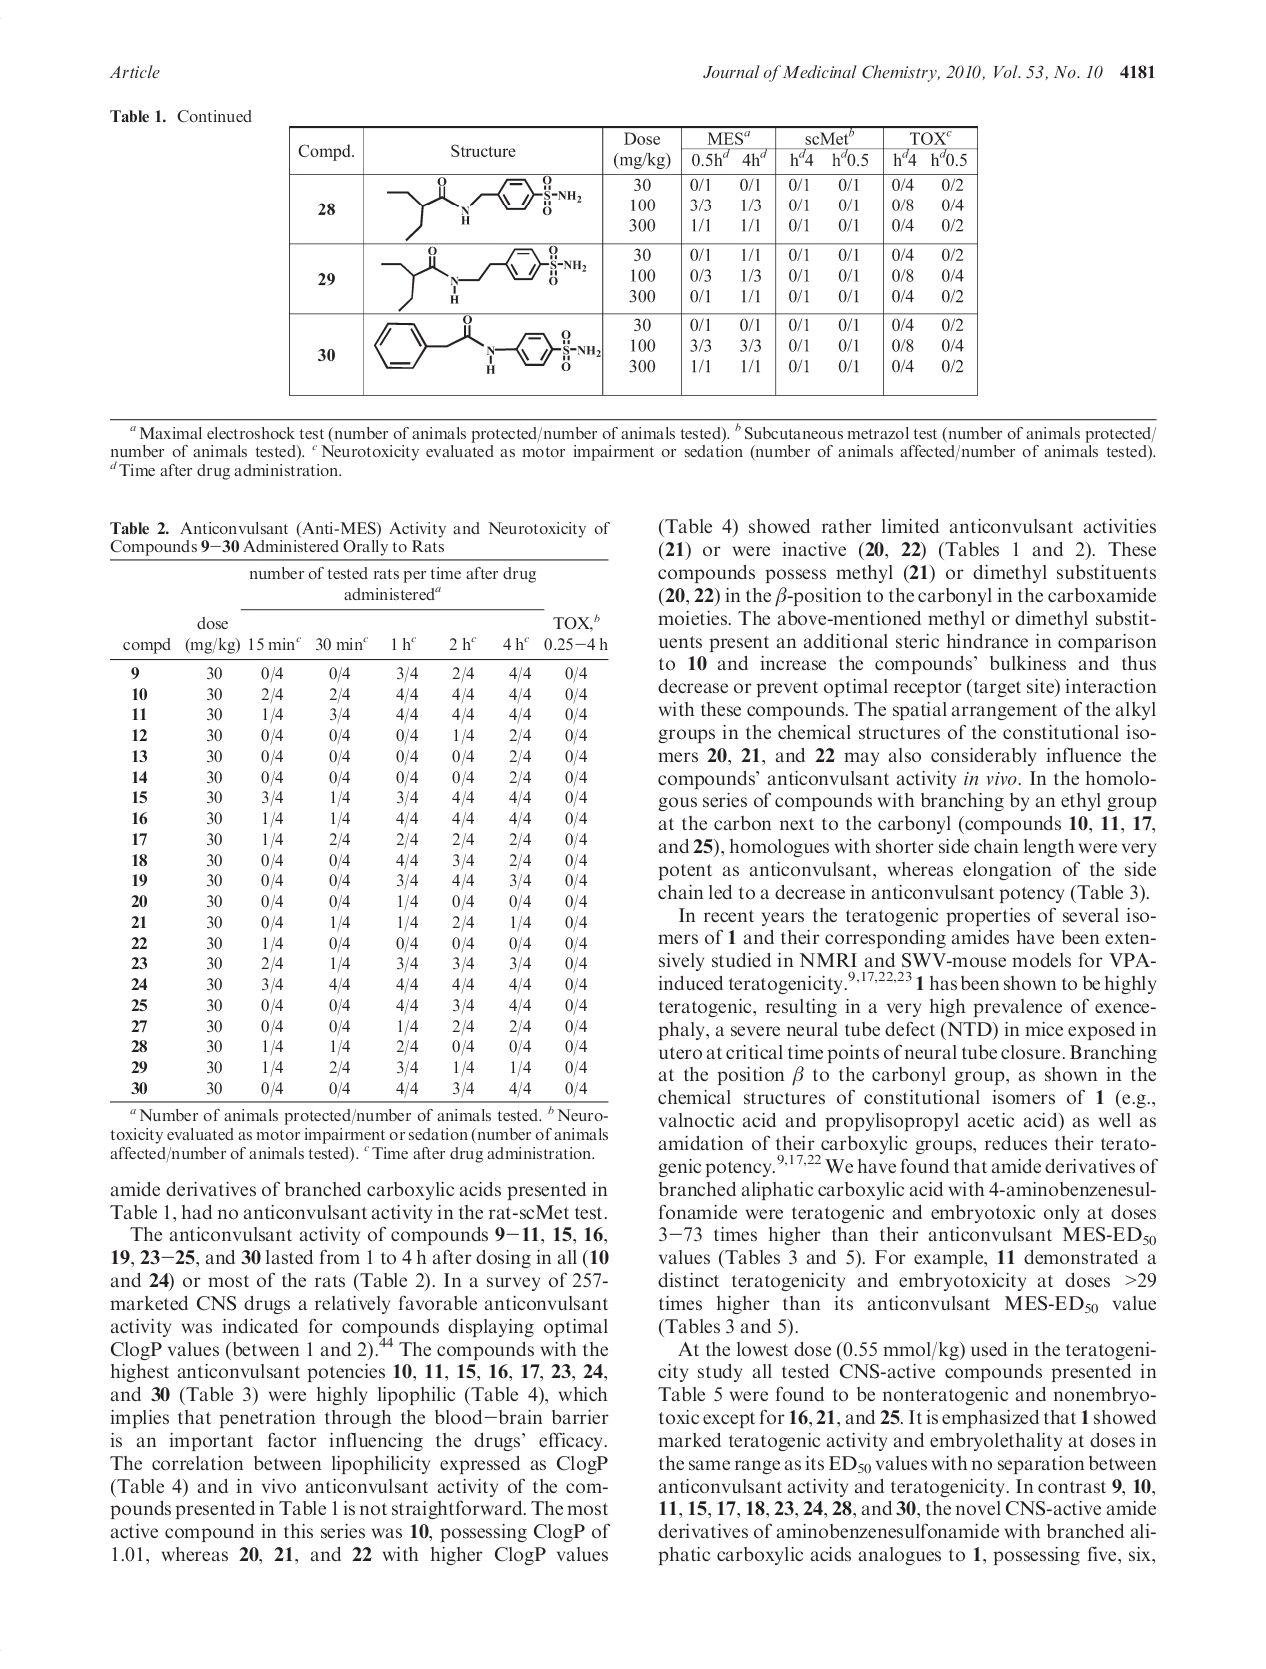 Article
Journal of Medicinal Chemistry, 2010, Vol. 53, No. 10 4181
Table 1. Continued
Compd. Structure Dose (mg/kg) MESa scMetb TOXc
0.5hd 4hd hd4 hd0.5 hd4 hd0.5
28 30 0/1 0/1 0/1 0/1 0/4 0/2
100 3/3 1/3 0/1 0/1 0/8 0/4
300 1/1 1/1 0/1 0/1 0/4 0/2
O N H O S O NH2
29 30 0/1 1/1 0/1 0/1 0/4 0/2
100 0/3 1/3 0/1 0/1 0/8 0/4
300 0/1 1/1 0/1 0/1 0/4 0/2
O N H O S O NH2
30 30 0/1 0/1 0/1 0/1 0/4 0/2
100 3/3 3/3 0/1 0/1 0/8 0/4
300 1/1 1/1 0/1 0/1 0/4 0/2
O N H O S O NH2
a Maximal electroshock test (number of animals protected/number of animals tested). b Subcutaneous metrazol test (number of animals protected/
number of animals tested). c Neurotoxicity evaluated as motor impairment or sedation (number of animals affected/number of animals tested).
d Time after drug administration.
Table 2. Anticonvulsant (Anti-MES) Activity and Neurotoxicity of
Compounds 9−30 Administered Orally to Rats
number of tested rats per time after drug
administereda
compd dose (mg/kg) 15 minc 30 minc 1 hc 2 hc 4 hc TOX,b 0.25−4 h
9 30 0/4 0/4 3/4 2/4 4/4 0/4
10 30 2/4 2/4 4/4 4/4 4/4 0/4
11 30 1/4 3/4 4/4 4/4 4/4 0/4
12 30 0/4 0/4 0/4 1/4 2/4 0/4
13 30 0/4 0/4 0/4 0/4 2/4 0/4
14 30 0/4 0/4 0/4 0/4 2/4 0/4
15 30 3/4 1/4 3/4 4/4 4/4 0/4
16 30 1/4 1/4 4/4 4/4 4/4 0/4
17 30 1/4 2/4 2/4 2/4 2/4 0/4
18 30 0/4 0/4 4/4 3/4 2/4 0/4
19 30 0/4 0/4 3/4 4/4 3/4 0/4
20 30 0/4 0/4 1/4 0/4 0/4 0/4
21 30 0/4 1/4 1/4 2/4 1/4 0/4
22 30 1/4 0/4 0/4 0/4 0/4 0/4
23 30 2/4 1/4 3/4 3/4 3/4 0/4
24 30 3/4 4/4 4/4 4/4 4/4 0/4
25 30 0/4 0/4 4/4 3/4 4/4 0/4
27 30 0/4 0/4 1/4 2/4 2/4 0/4
28 30 1/4 1/4 2/4 0/4 0/4 0/4
29 30 1/4 2/4 3/4 1/4 1/4 0/4
30 30 0/4 0/4 4/4 3/4 4/4 0/4
a Number of animals protected/number of animals tested. b Neuro-
toxicity evaluated as motor impairment or sedation (number of animals
affected/number of animals tested). c Time after drug administration.
amide derivatives of branched carboxylic acids presented in
Table 1, had no anticonvulsant activity in the rat-scMet test.
The anticonvulsant activity of compounds 9−11, 15, 16,
19, 23−25, and 30 lasted from 1 to 4 h after dosing in all (10
and 24) or most of the rats (Table 2). In a survey of 257-
marketed CNS drugs a relatively favorable anticonvulsant
activity was indicated for compounds displaying optimal
ClogP values (between 1 and 2).44 The compounds with the
highest anticonvulsant potencies 10, 11, 15, 16, 17, 23, 24,
and 30 (Table 3) were highly lipophilic (Table 4), which
implies that penetration through the blood−brain barrier
is an important factor influencing the drugs' efficacy.
The correlation between lipophilicity expressed as ClogP
(Table 4) and in vivo anticonvulsant activity of the com-
pounds presented in Table 1 is not straightforward. The most
active compound in this series was 10, possessing ClogP of
1.01, whereas 20, 21, and 22 with higher ClogP values
(Table 4) showed rather limited anticonvulsant activities
(21) or were inactive (20, 22) (Tables 1 and 2). These
compounds possess methyl (21) or dimethyl substituents
(20, 22) in the β-position to the carbonyl in the carboxamide
moieties. The above-mentioned methyl or dimethyl substit-
uents present an additional steric hindrance in comparison
to 10 and increase the compounds' bulkiness and thus
decrease or prevent optimal receptor (target site) interaction
with these compounds. The spatial arrangement of the alkyl
groups in the chemical structures of the constitutional iso-
mers 20, 21, and 22 may also considerably influence the
compounds' anticonvulsant activity in vivo. In the homolo-
gous series of compounds with branching by an ethyl group
at the carbon next to the carbonyl (compounds 10, 11, 17,
and 25), homologues with shorter side chain length were very
potent as anticonvulsant, whereas elongation of the side
chain led to a decrease in anticonvulsant potency (Table 3).
In recent years the teratogenic properties of several iso-
mers of 1 and their corresponding amides have been exten-
sively studied in NMRI and SWV-mouse models for VPA-
induced teratogenicity.9,17,22,23 1 has been shown to be highly
teratogenic, resulting in a very high prevalence of exence-
phaly, a severe neural tube defect (NTD) in mice exposed in
utero at critical time points of neural tube closure. Branching
at the position β to the carbonyl group, as shown in the
chemical structures of constitutional isomers of 1 (e.g.,
valnoctic acid and propylisopropyl acetic acid) as well as
amidation of their carboxylic groups, reduces their terato-
genic potency.9,17,22 We have found that amide derivatives of
branched aliphatic carboxylic acid with 4-aminobenzenesul-
fonamide were teratogenic and embryotoxic only at doses
3−73 times higher than their anticonvulsant MES-ED50
values (Tables 3 and 5). For example, 11 demonstrated a
distinct teratogenicity and embryotoxicity at doses >29
times higher than its anticonvulsant MES-ED50 value
(Tables 3 and 5).
At the lowest dose (0.55 mmol/kg) used in the teratogeni-
city study all tested CNS-active compounds presented in
Table 5 were found to be nonteratogenic and nonembryo-
toxic except for 16, 21, and 25. It is emphasized that 1 showed
marked teratogenic activity and embryolethality at doses in
the same range as its ED50 values with no separation between
anticonvulsant activity and teratogenicity. In contrast 9, 10,
11, 15, 17, 18, 23, 24, 28, and 30, the novel CNS-active amide
derivatives of aminobenzenesulfonamide with branched ali-
phatic carboxylic acids analogues to 1, possessing five, six,